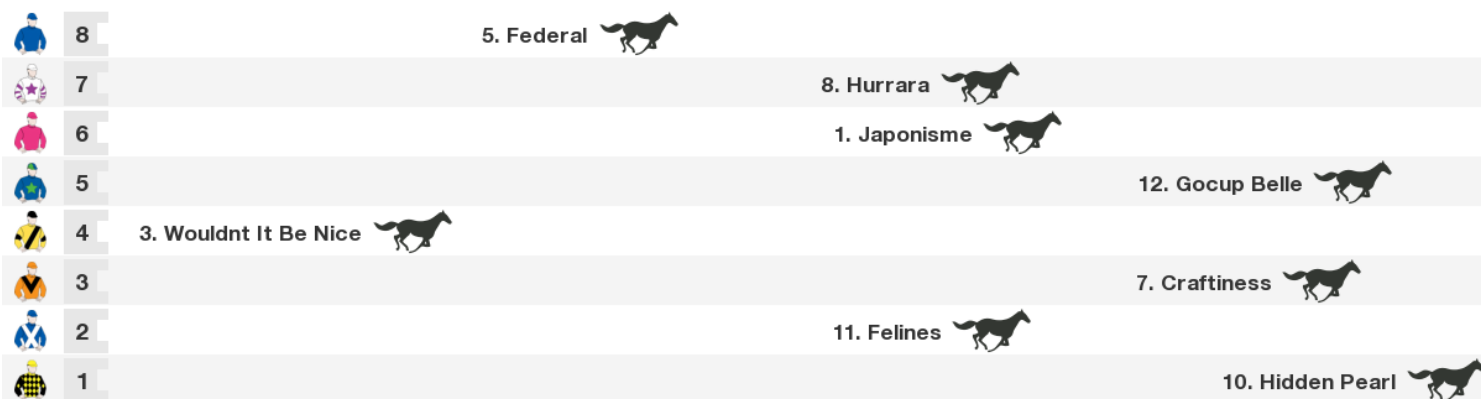 8 5. Federal
7 8. Hurrara
6 1. Japonisme
5 12. Gocup Belle
4 3. Wouldnt It Be Nice
3 7. Craftiness
2 11. Felines
1 10. Hidden Pearl